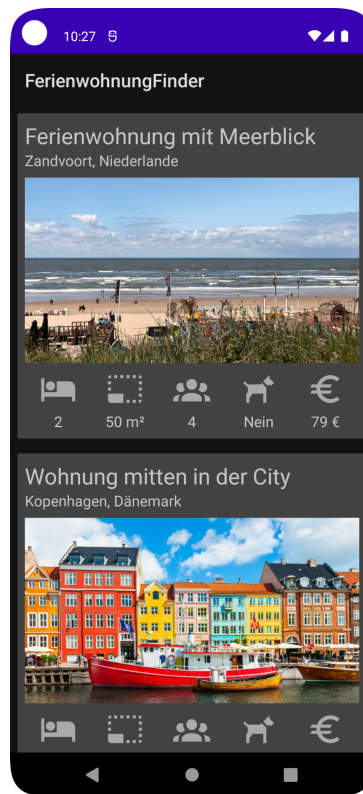 10:27
FerienwohnungFinder
Ferienwohnung mit Meerblick
Zandvoort, Niederlande
2 50 m² 4 Nein 79 €
Wohnung mitten in der City
Kopenhagen, Dänemark